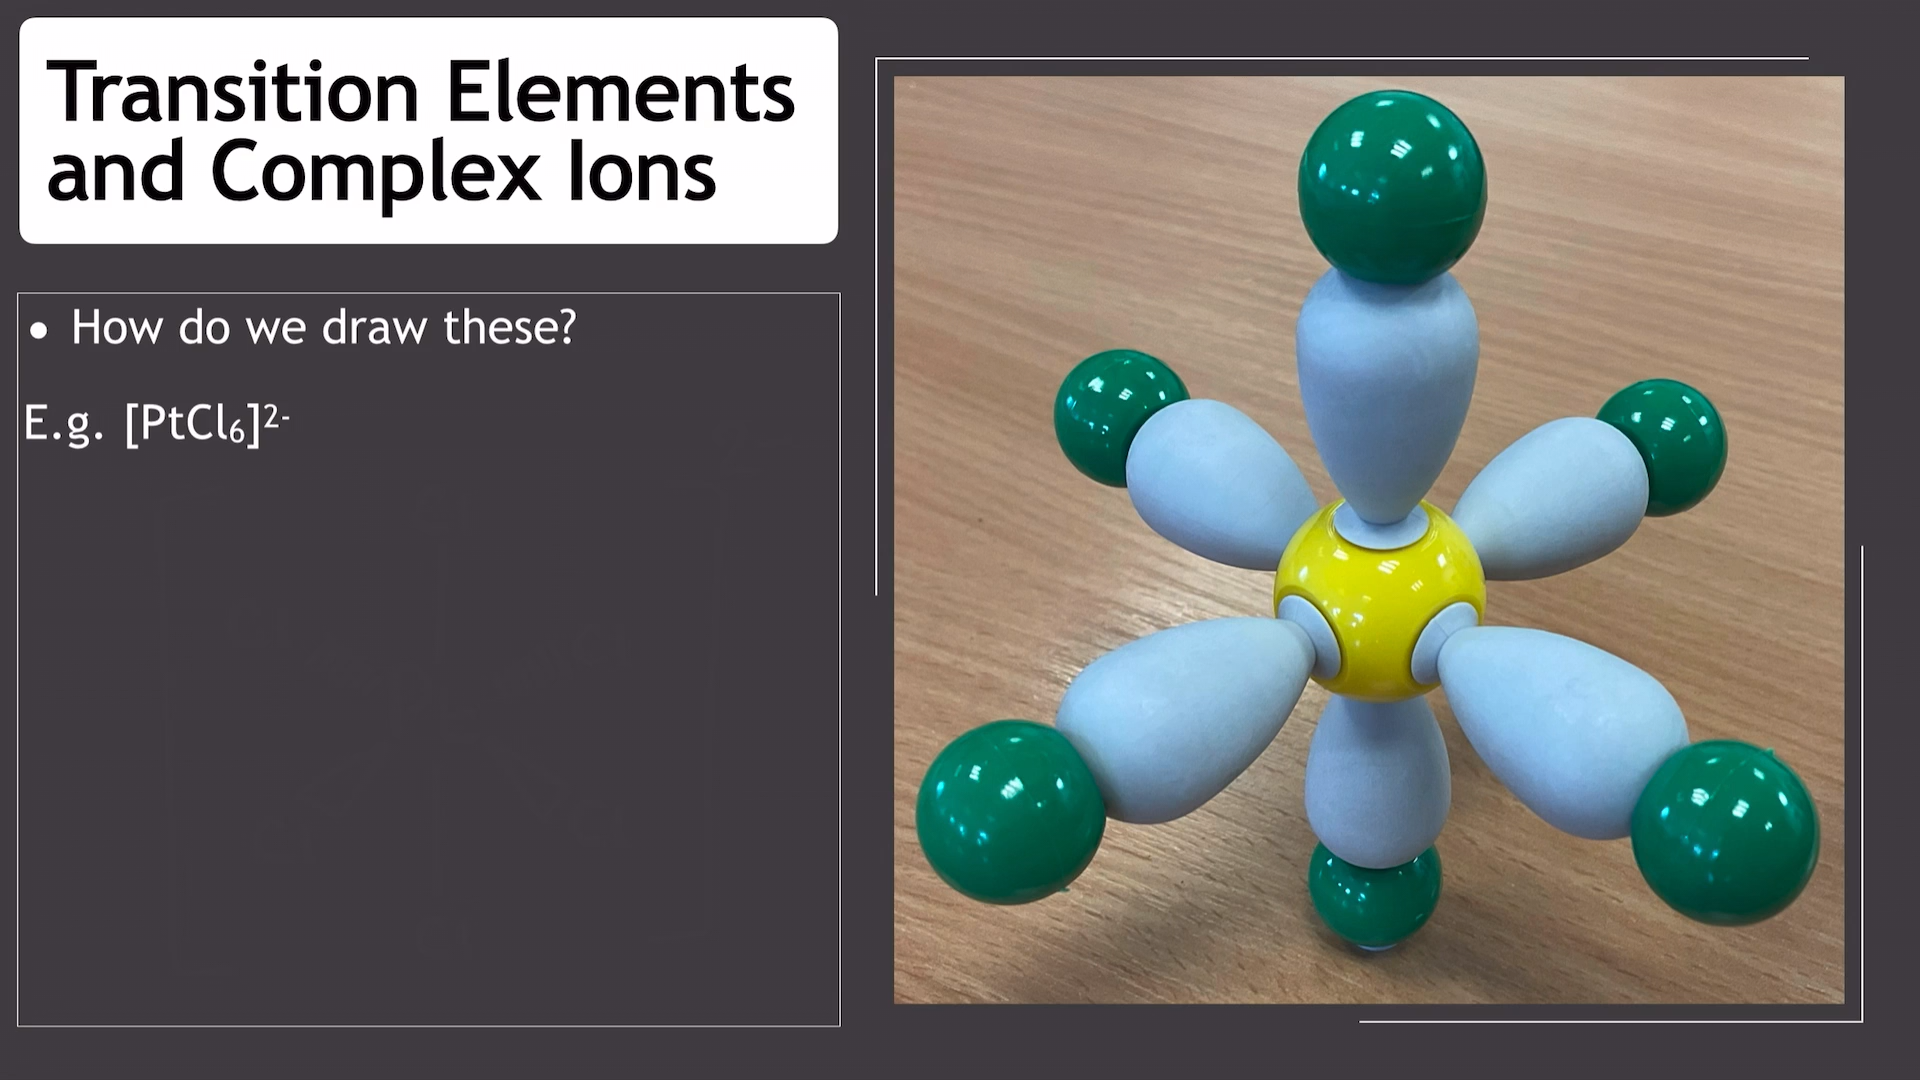 Transition Elements
and Complex Ions
• How do we draw these?
E.g. [PtCl₆]²⁻